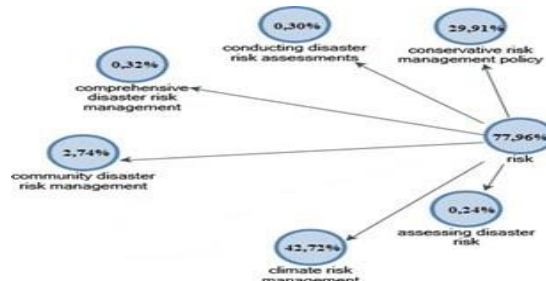 0,30%
conducting disaster
risk assessments
29,91%
conservative risk
management policy
0,32%
comprehensive
disaster risk
management
77,96%
risk
2,74%
community disaster
risk management
0,24%
assessing disaster
risk
42,72%
climate risk
management